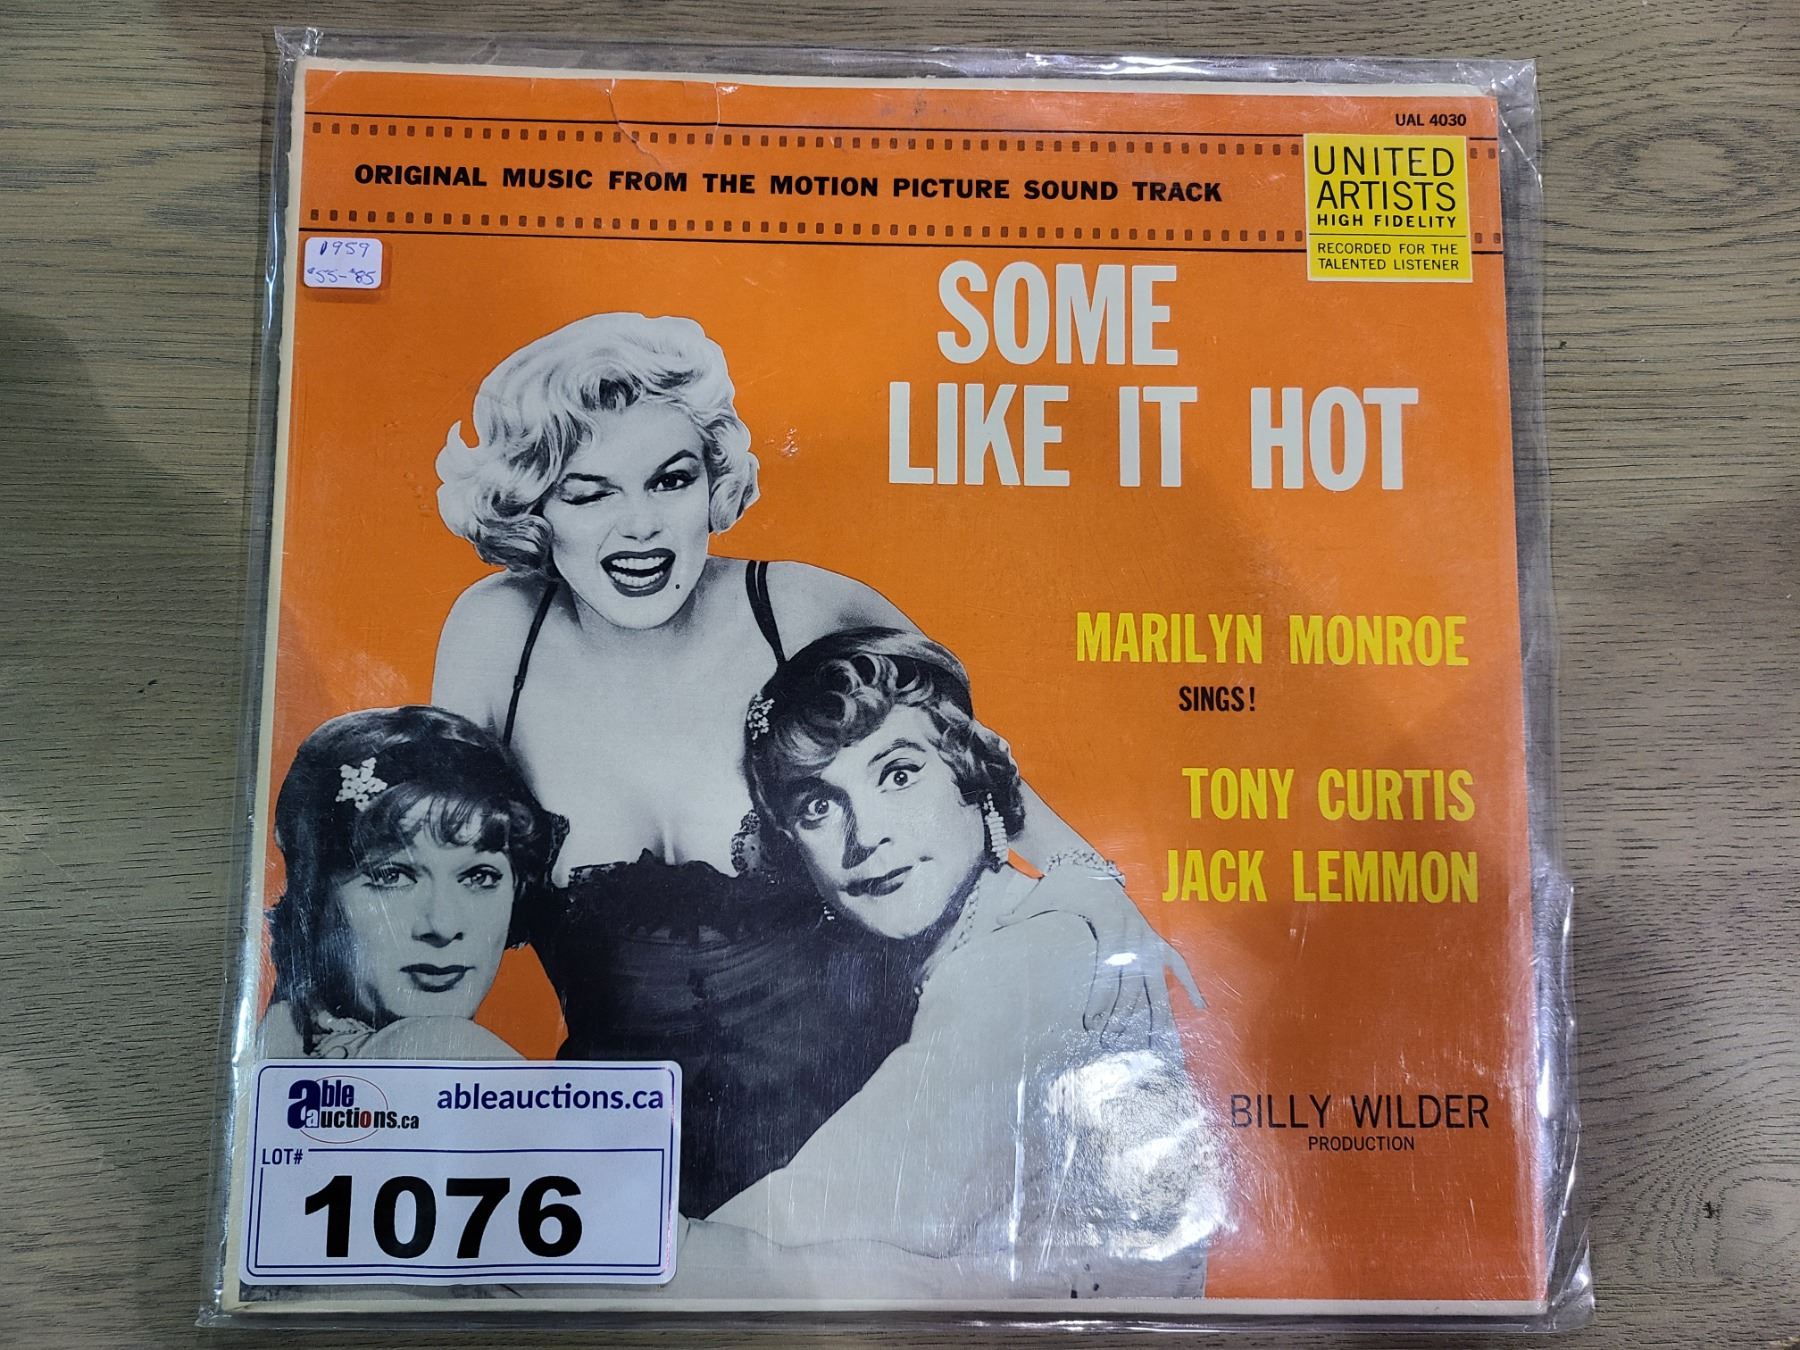 UAL 4030
ORIGINAL MUSIC FROM THE MOTION PICTURE SOUND TRACK
UNITED
ARTISTS
HIGH FIDELITY
RECORDED FOR THE
TALENTED LISTENER
1959
$55-$85
SOME
LIKE IT HOT
MARILYN MONROE
SINGS!
TONY CURTIS
JACK LEMMON
BILLY WILDER
PRODUCTION
able auctions.ca
ableauctions.ca
LOT#
1076